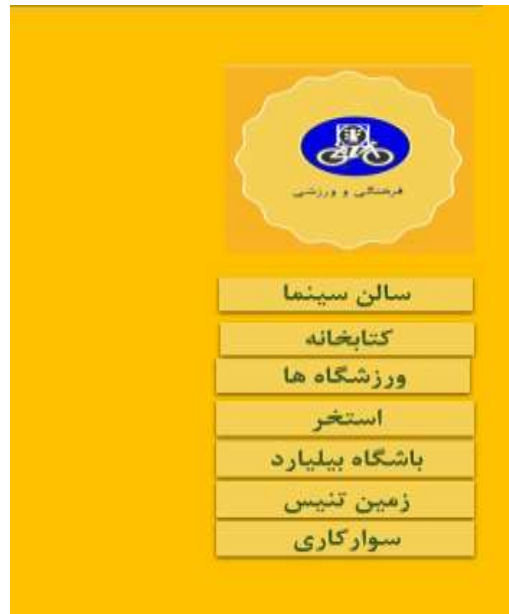 فرهنگی و ورزشی
سالن سینما
کتابخانه
ورزشگاه ها
استخر
باشگاه بیلیارد
زمین تنیس
سوارکاری